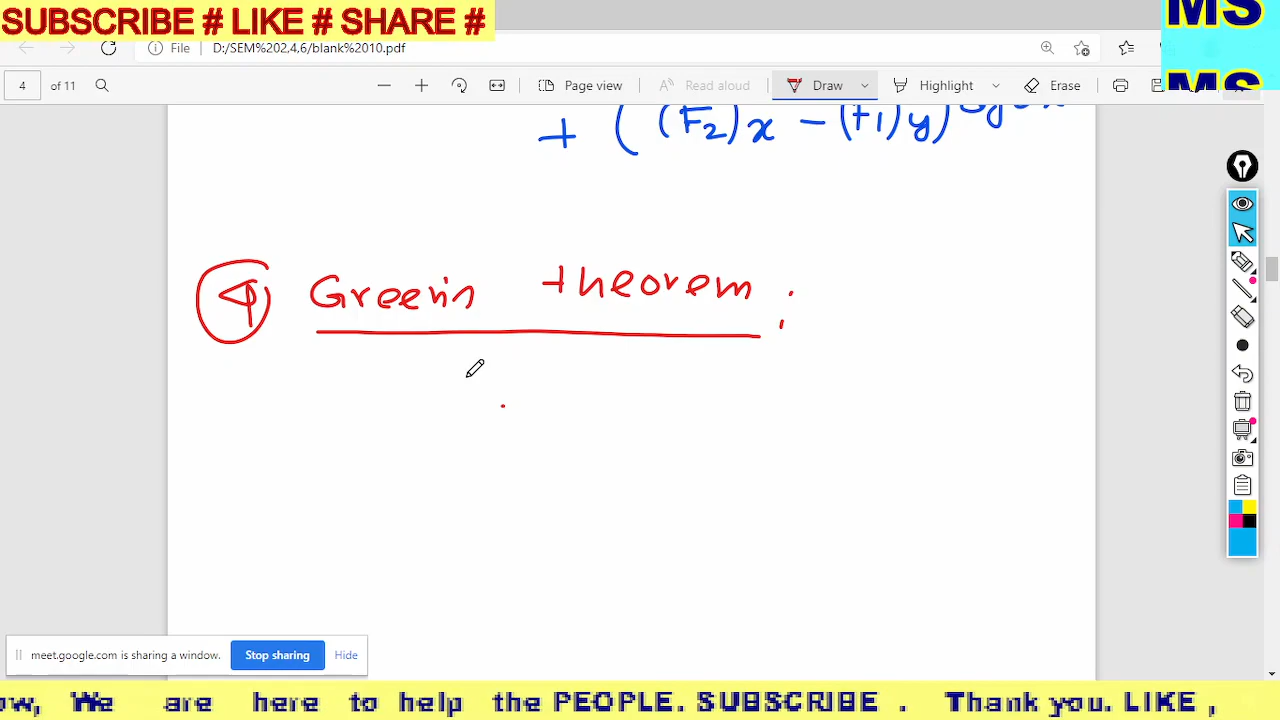 SUBSCRIBE # LIKE # SHARE #
MS
MS
File D:/SEM%202,4,6/blank%2010.pdf
4 of 11 Page view Read aloud Draw Highlight Erase
+ ( (F2)x - (F1)y)
4 Green's theorem :
meet.google.com is sharing a window. Stop sharing Hide
We are here to help the PEOPLE. SUBSCRIBE . Thank you. LIKE ,